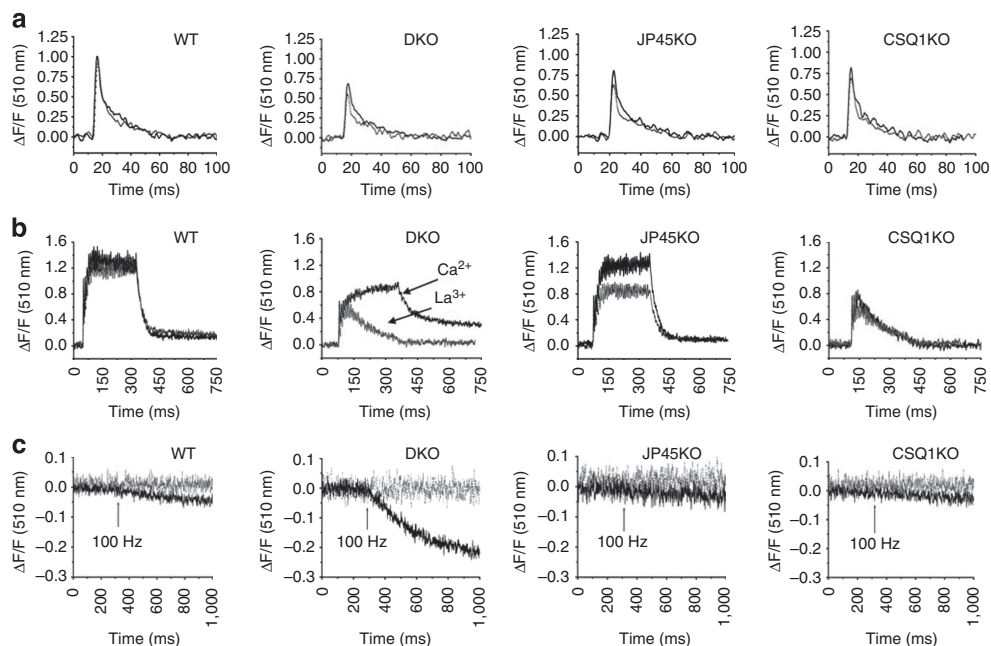 a
WT
DKO
JP45KO
CSQ1KO
ΔF/F (510 nm)
1.25
1.00
0.75
0.50
0.25
0.00
0 20 40 60 80 100
Time (ms)
ΔF/F (510 nm)
1.25
1.00
0.75
0.50
0.25
0.00
0 20 40 60 80 100
Time (ms)
ΔF/F (510 nm)
1.25
1.00
0.75
0.50
0.25
0.00
0 20 40 60 80 100
Time (ms)
ΔF/F (510 nm)
1.25
1.00
0.75
0.50
0.25
0.00
0 20 40 60 80 100
Time (ms)
b
WT
DKO
JP45KO
CSQ1KO
ΔF/F (510 nm)
1.6
1.2
0.8
0.4
0.0
0 150 300 450 600 750
Time (ms)
ΔF/F (510 nm)
1.6
1.2
0.8
0.4
0.0
Ca²⁺
La³⁺
0 150 300 450 600 750
Time (ms)
ΔF/F (510 nm)
1.6
1.2
0.8
0.4
0.0
0 150 300 450 600 750
Time (ms)
ΔF/F (510 nm)
1.6
1.2
0.8
0.4
0.0
0 150 300 450 600 750
Time (ms)
c
WT
DKO
JP45KO
CSQ1KO
ΔF/F (510 nm)
0.1
0.0
–0.1
–0.2
–0.3
100 Hz
0 200 400 600 800 1,000
Time (ms)
ΔF/F (510 nm)
0.1
0.0
–0.1
–0.2
–0.3
100 Hz
0 200 400 600 800 1,000
Time (ms)
ΔF/F (510 nm)
0.1
0.0
–0.1
–0.2
–0.3
100 Hz
0 200 400 600 800 1,000
Time (ms)
ΔF/F (510 nm)
0.1
0.0
–0.1
–0.2
–0.3
100 Hz
0 200 400 600 800 1,000
Time (ms)